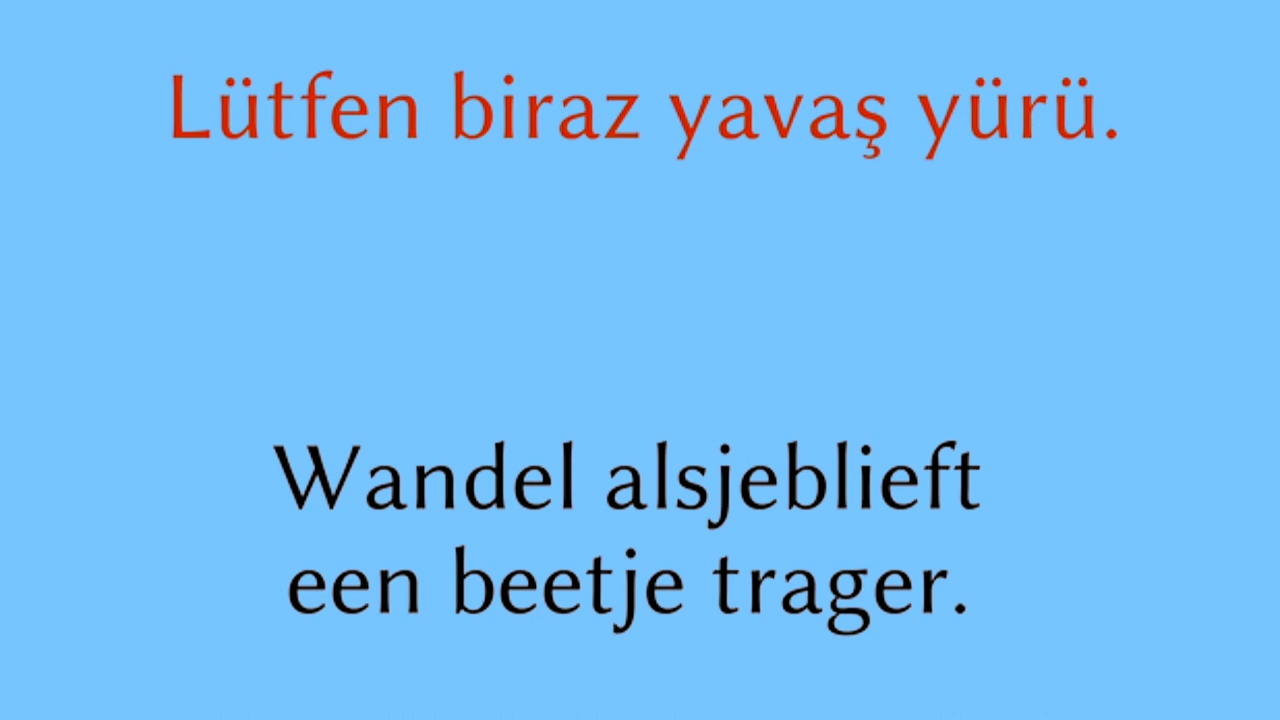 Lütfen biraz yavaş yürü.
Wandel alsjeblieft
een beetje trager.